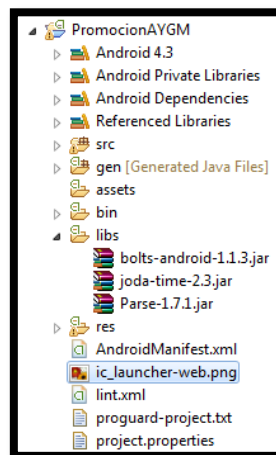 PromocionAYGM
Android 4.3
Android Private Libraries
Android Dependencies
Referenced Libraries
src
gen [Generated Java Files]
assets
bin
libs
bolts-android-1.1.3.jar
joda-time-2.3.jar
Parse-1.7.1.jar
res
AndroidManifest.xml
ic_launcher-web.png
lint.xml
proguard-project.txt
project.properties